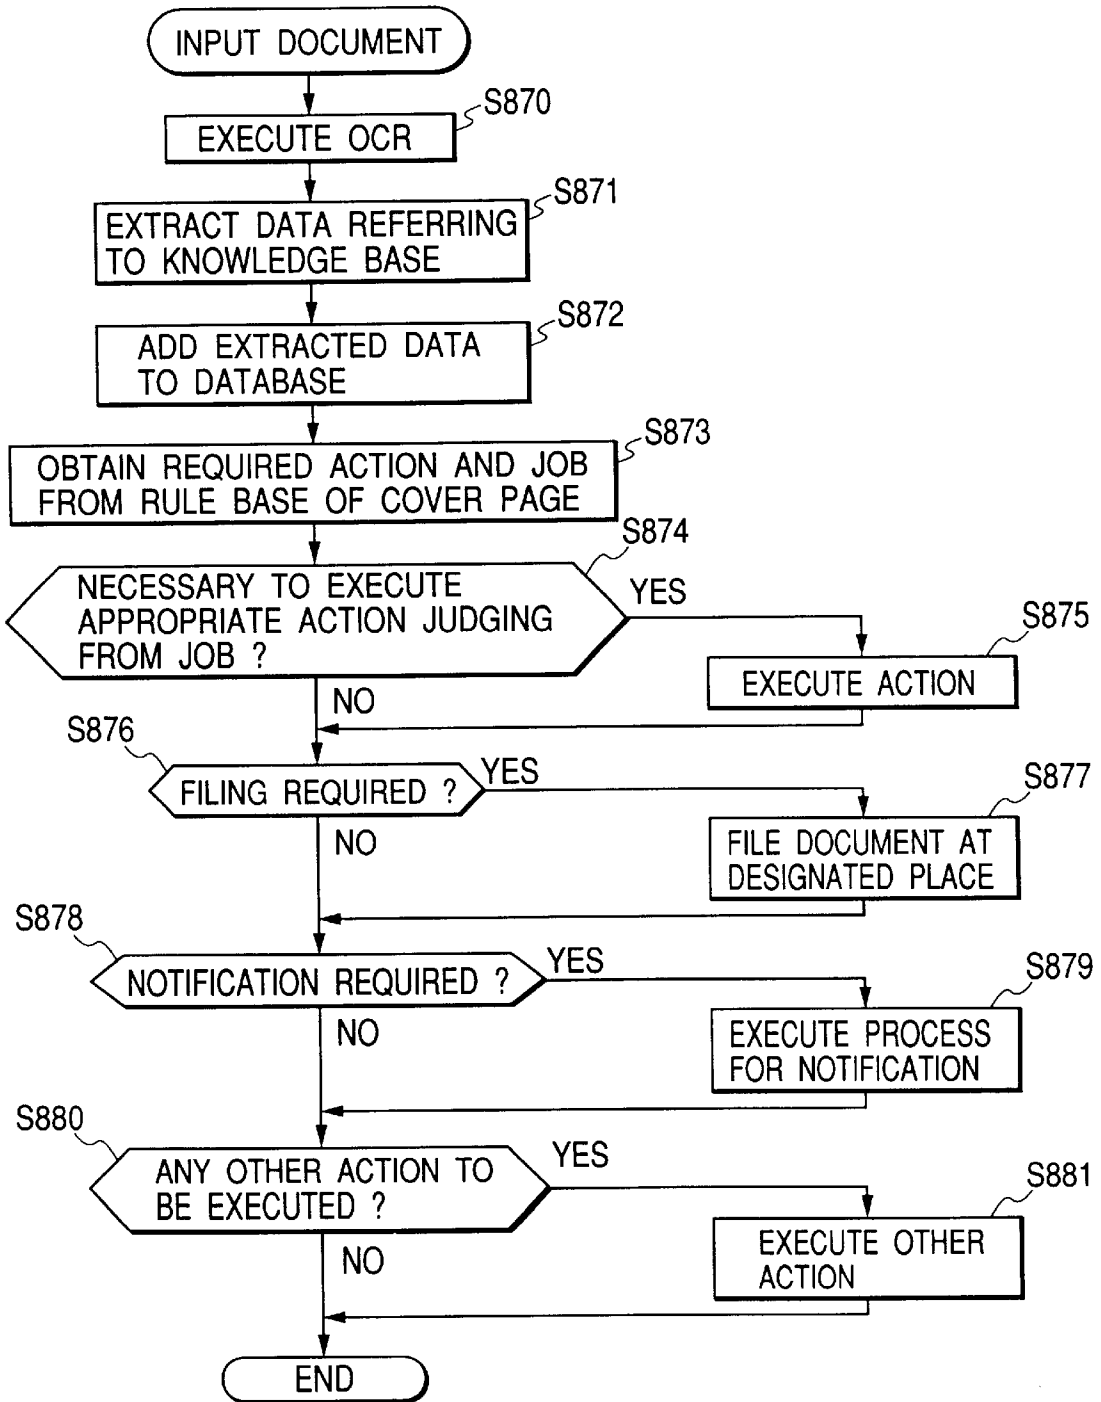 INPUT DOCUMENT
S870
EXECUTE OCR
S871
EXTRACT DATA REFERRING
TO KNOWLEDGE BASE
S872
ADD EXTRACTED DATA
TO DATABASE
S873
OBTAIN REQUIRED ACTION AND JOB
FROM RULE BASE OF COVER PAGE
S874
NECESSARY TO EXECUTE
APPROPRIATE ACTION JUDGING
FROM JOB ?
YES
S875
EXECUTE ACTION
NO
S876
FILING REQUIRED ?
YES
S877
FILE DOCUMENT AT
DESIGNATED PLACE
NO
S878
NOTIFICATION REQUIRED ?
YES
S879
EXECUTE PROCESS
FOR NOTIFICATION
NO
S880
ANY OTHER ACTION TO
BE EXECUTED ?
YES
S881
EXECUTE OTHER
ACTION
NO
END